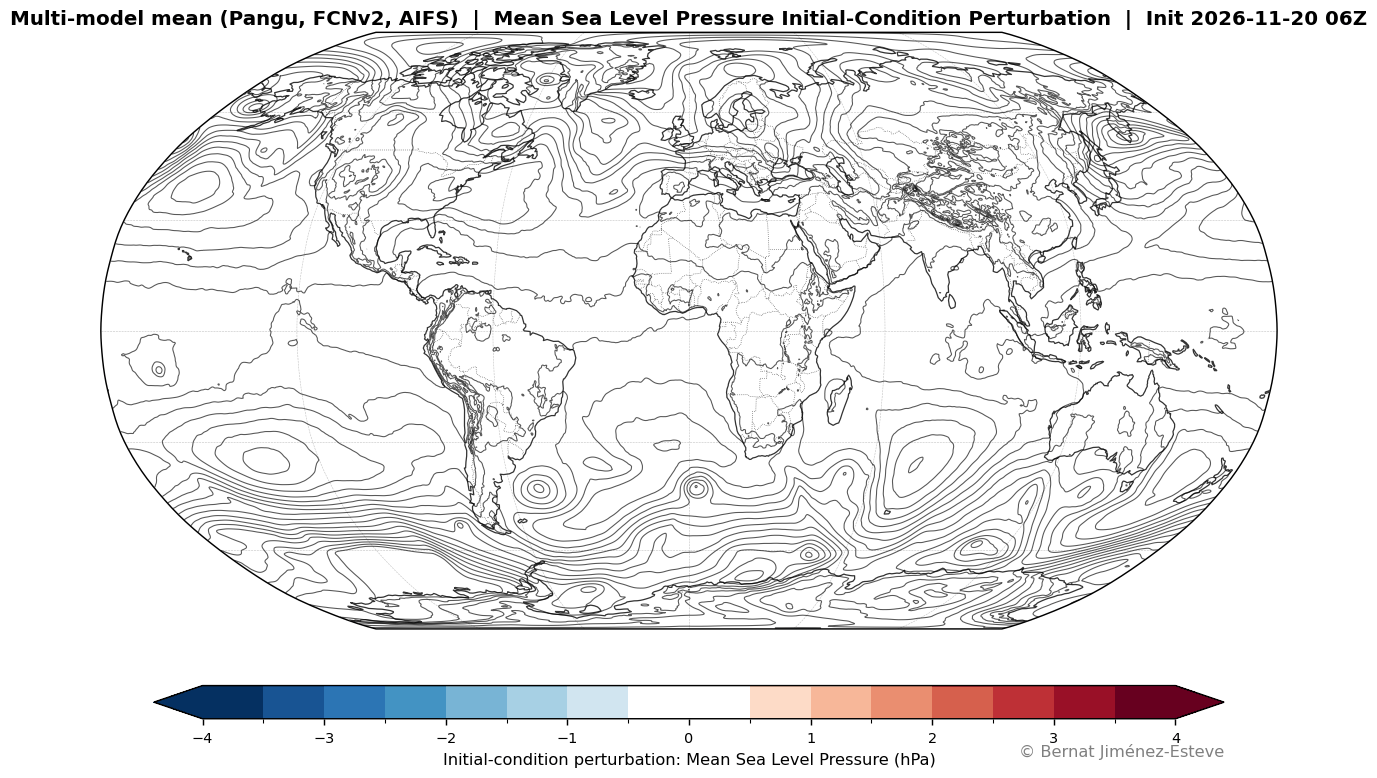 Multi-model mean (Pangu, FCNv2, AIFS) | Mean Sea Level Pressure Initial-Condition Perturbation | Init 2026-11-20 06Z
−4 −3 −2 −1 0 1 2 3 4
Initial-condition perturbation: Mean Sea Level Pressure (hPa)
© Bernat Jiménez-Esteve